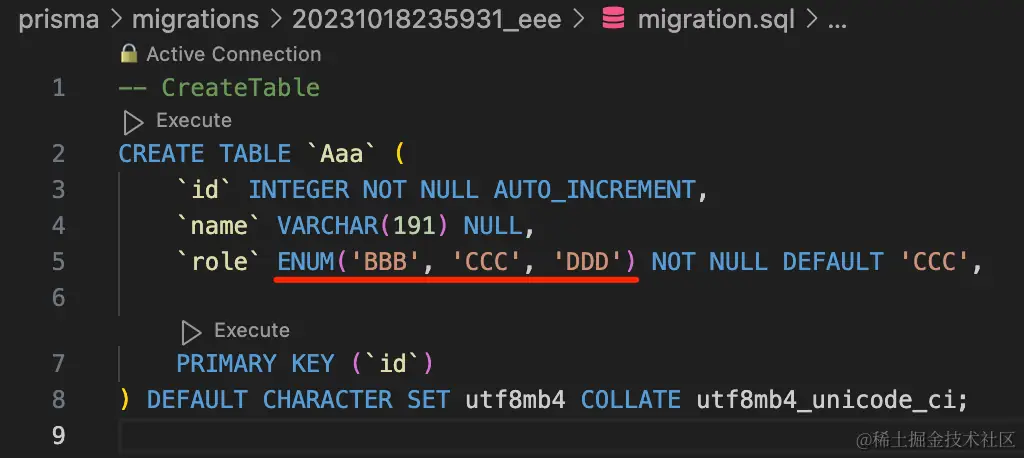 prisma > migrations > 20231018235931_eee > migration.sql > ...
Active Connection
1 -- CreateTable
Execute
2 CREATE TABLE `Aaa` (
3 `id` INTEGER NOT NULL AUTO_INCREMENT,
4 `name` VARCHAR(191) NULL,
5 `role` ENUM('BBB', 'CCC', 'DDD') NOT NULL DEFAULT 'CCC',
6
Execute
7 PRIMARY KEY (`id`)
8 ) DEFAULT CHARACTER SET utf8mb4 COLLATE utf8mb4_unicode_ci;
9
@稀土掘金技术社区